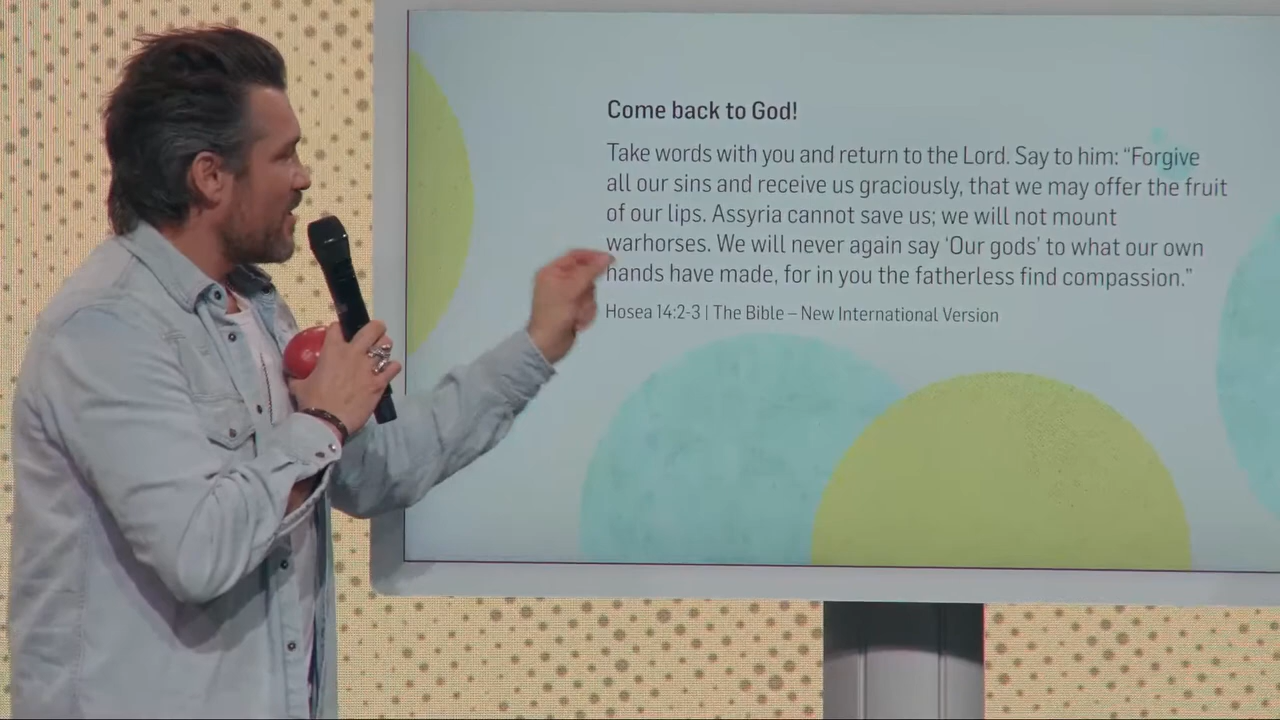 Come back to God!
Take words with you and return to the Lord. Say to him: “Forgive
all our sins and receive us graciously, that we may offer the fruit
of our lips. Assyria cannot save us; we will not mount
warhorses. We will never again say ‘Our gods’ to what our own
hands have made, for in you the fatherless find compassion.”
Hosea 14:2-3 | The Bible – New International Version